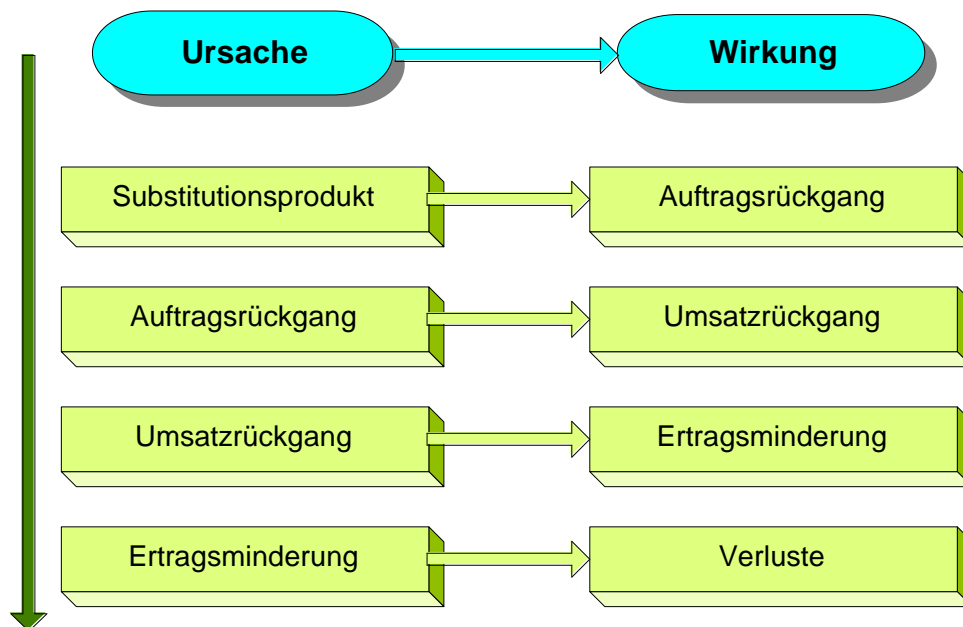 Ursache
Wirkung
Substitutionsprodukt
Auftragsrückgang
Auftragsrückgang
Umsatzrückgang
Umsatzrückgang
Ertragsminderung
Ertragsminderung
Verluste